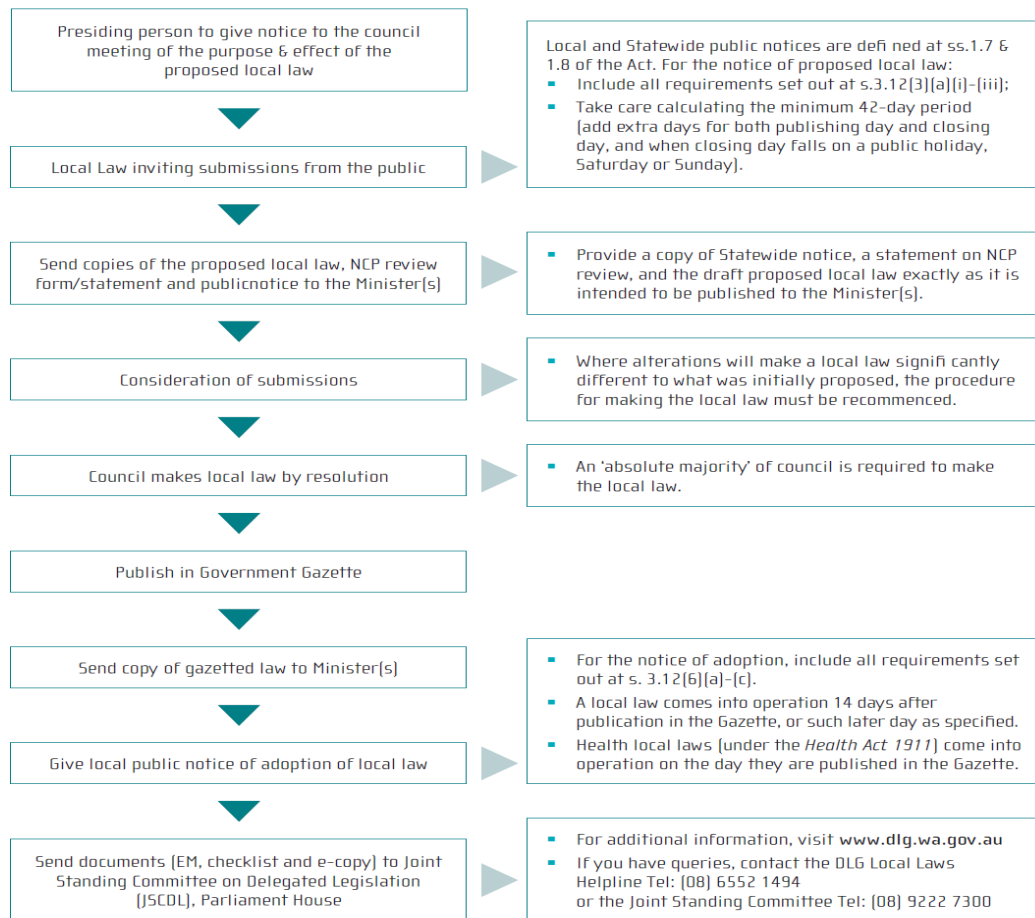 Presiding person to give notice to the council
meeting of the purpose & effect of the
proposed local law
Local and Statewide public notices are defi ned at ss.1.7 &
1.8 of the Act. For the notice of proposed local law:
▪ Include all requirements set out at s.3.12(3)(a)(i)-(iii);
▪ Take care calculating the minimum 42-day period
(add extra days for both publishing day and closing
day, and when closing day falls on a public holiday,
Saturday or Sunday).
Local Law inviting submissions from the public
Send copies of the proposed local law, NCP review
form/statement and publicnotice to the Minister(s)
▪ Provide a copy of Statewide notice, a statement on NCP
review, and the draft proposed local law exactly as it is
intended to be published to the Minister(s).
Consideration of submissions
▪ Where alterations will make a local law signifi cantly
different to what was initially proposed, the procedure
for making the local law must be recommenced.
Council makes local law by resolution
▪ An ‘absolute majority’ of council is required to make
the local law.
Publish in Government Gazette
Send copy of gazetted law to Minister(s)
▪ For the notice of adoption, include all requirements set
out at s. 3.12(6)(a)-(c).
▪ A local law comes into operation 14 days after
publication in the Gazette, or such later day as specified.
▪ Health local laws (under the Health Act 1911) come into
operation on the day they are published in the Gazette.
Give local public notice of adoption of local law
Send documents (EM, checklist and e-copy) to Joint
Standing Committee on Delegated Legislation
(JSCDL), Parliament House
▪ For additional information, visit www.dlg.wa.gov.au
▪ If you have queries, contact the DLG Local Laws
Helpline Tel: (08) 6552 1494
or the Joint Standing Committee Tel: (08) 9222 7300